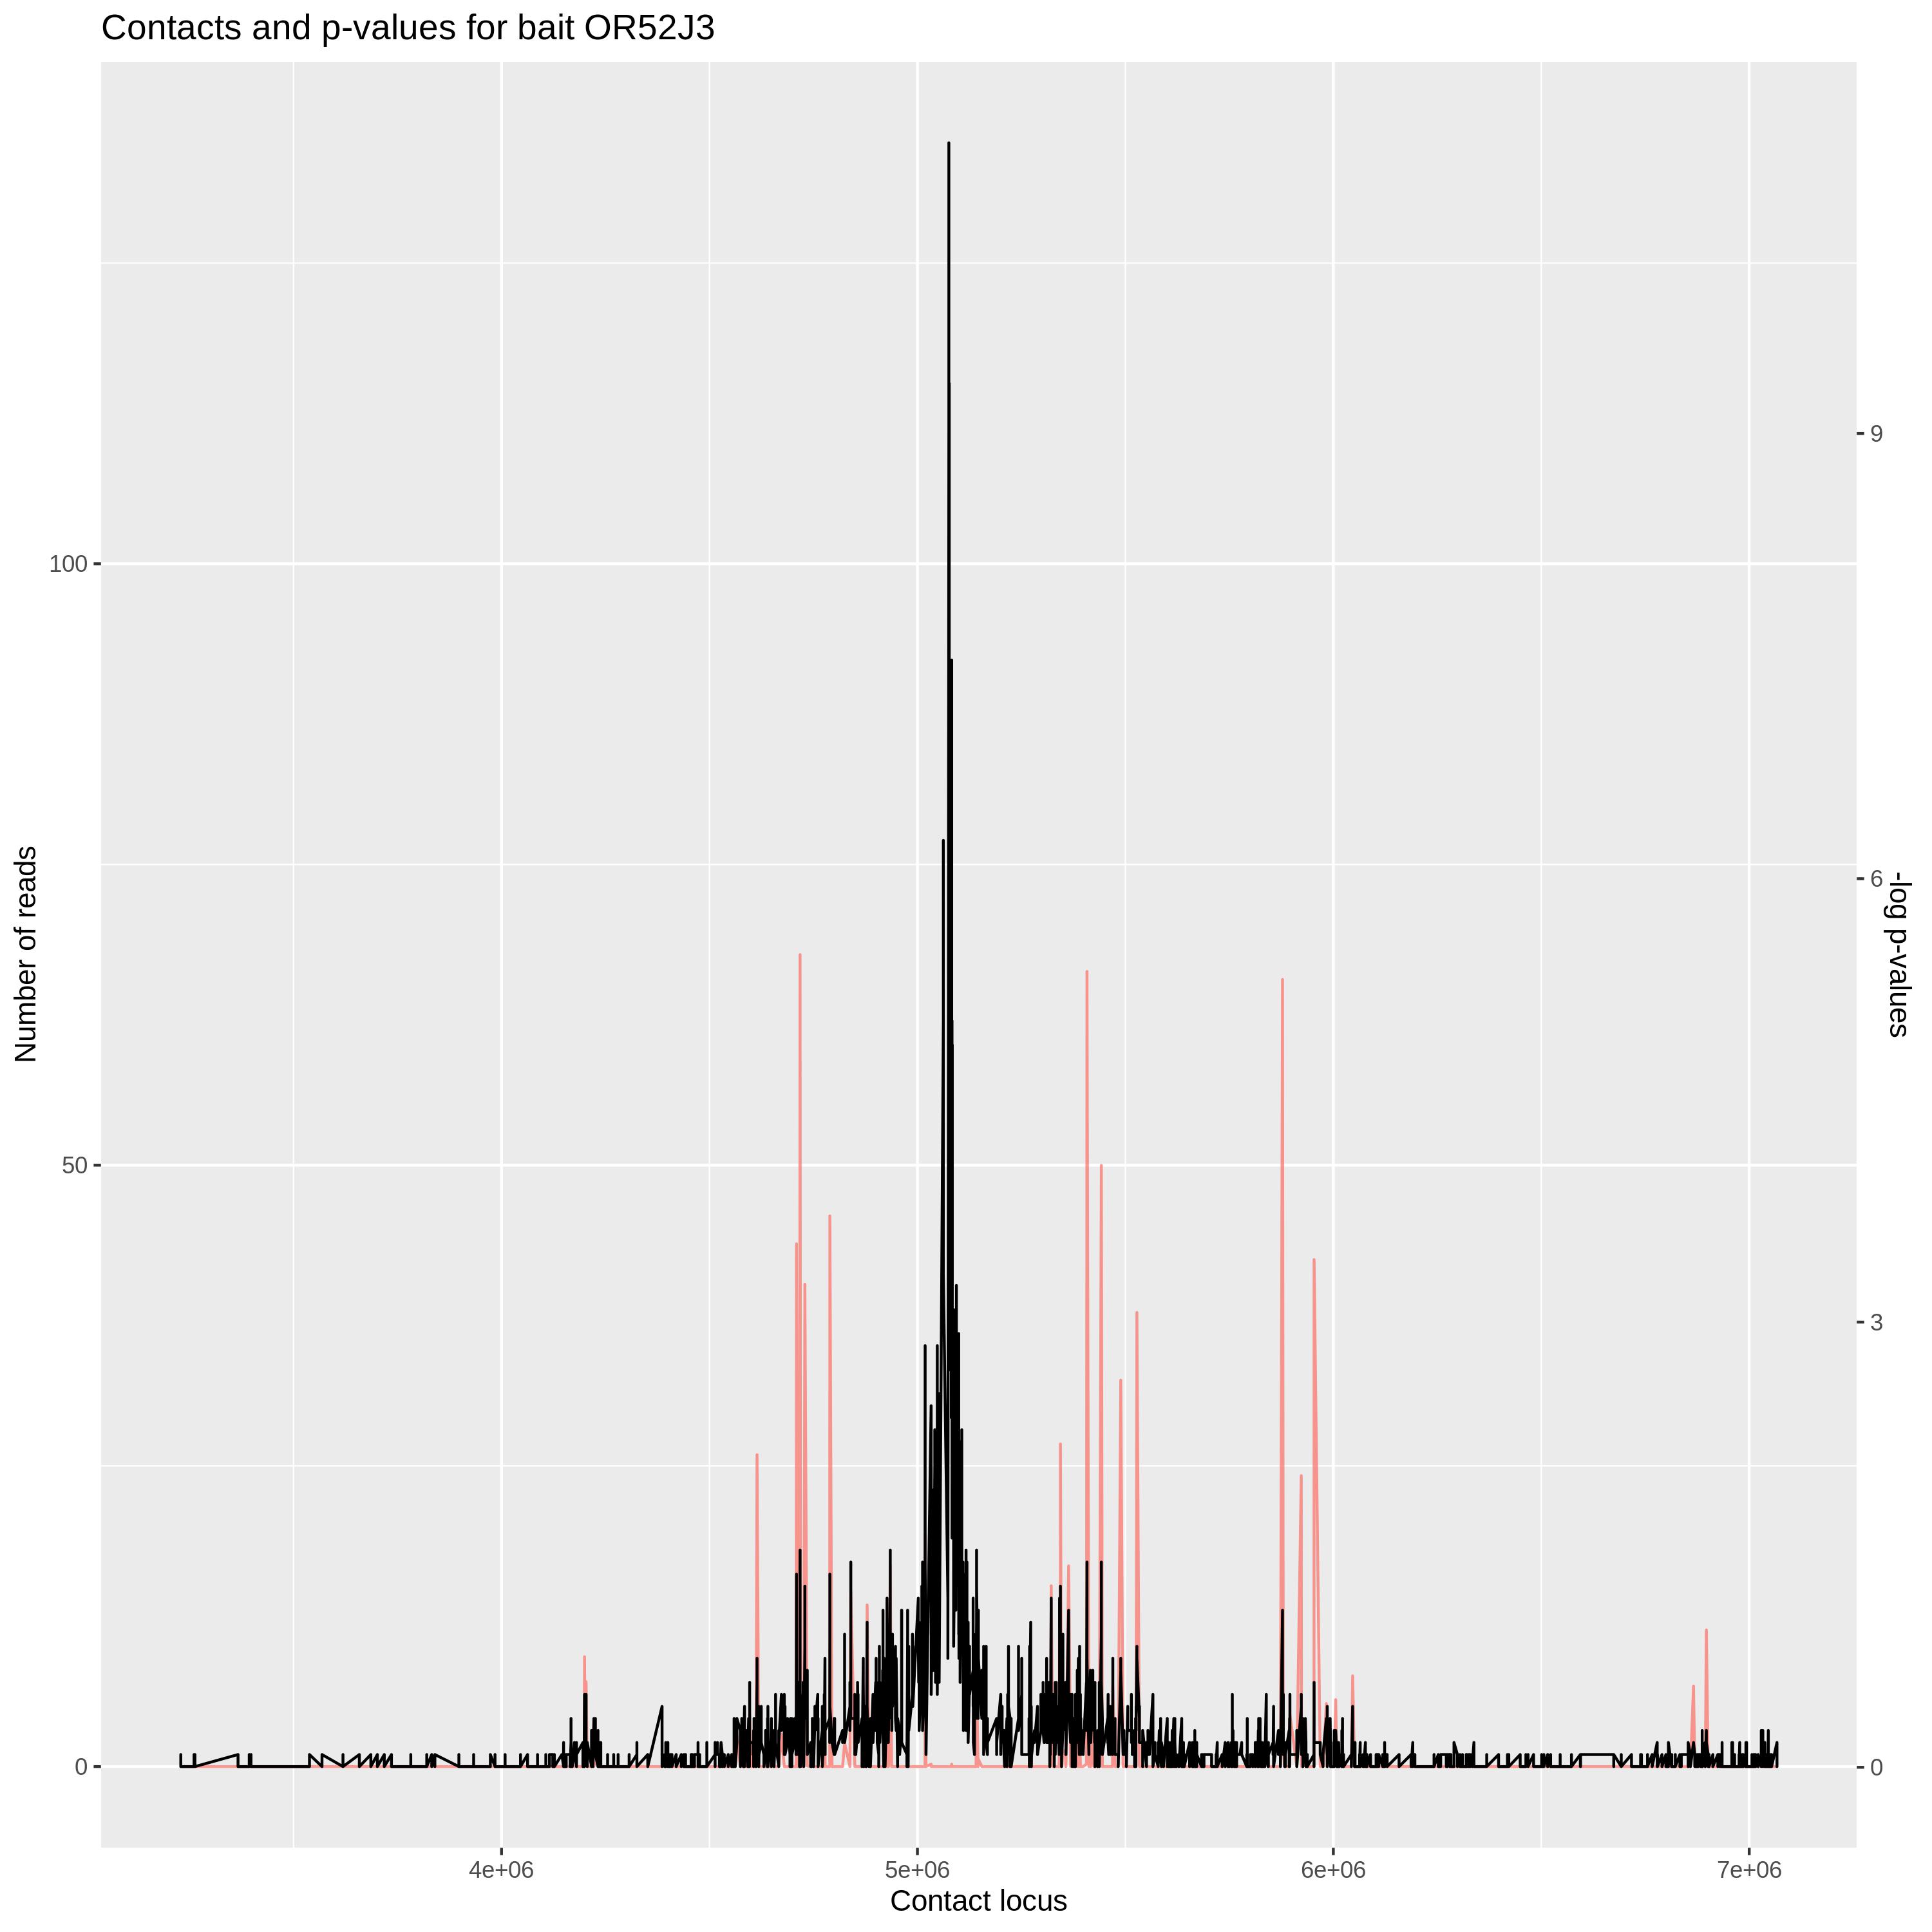 Contacts and p-values for bait OR52J3
Number of reads
100
50
0
9
6
3
0
-log p-values
4e+06
5e+06
6e+06
7e+06
Contact locus